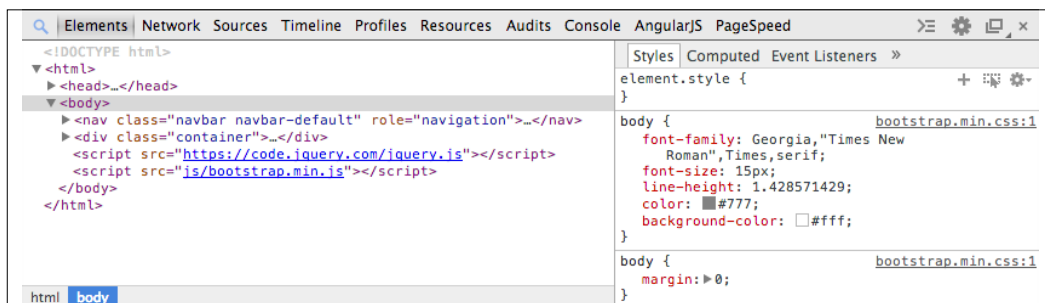 Elements Network Sources Timeline Profiles Resources Audits Console AngularJS PageSpeed
<!DOCTYPE html>
▼<html>
▶<head>…</head>
▼<body>
▶<nav class="navbar navbar-default" role="navigation">…</nav>
▶<div class="container">…</div>
<script src="https://code.jquery.com/jquery.js"></script>
<script src="js/bootstrap.min.js"></script>
</body>
</html>
html body
Styles Computed Event Listeners »
element.style {
}
body { bootstrap.min.css:1
font-family: Georgia,"Times New
Roman",Times,serif;
font-size: 15px;
line-height: 1.428571429;
color: #777;
background-color: #fff;
}
body { bootstrap.min.css:1
margin:▶0;
}